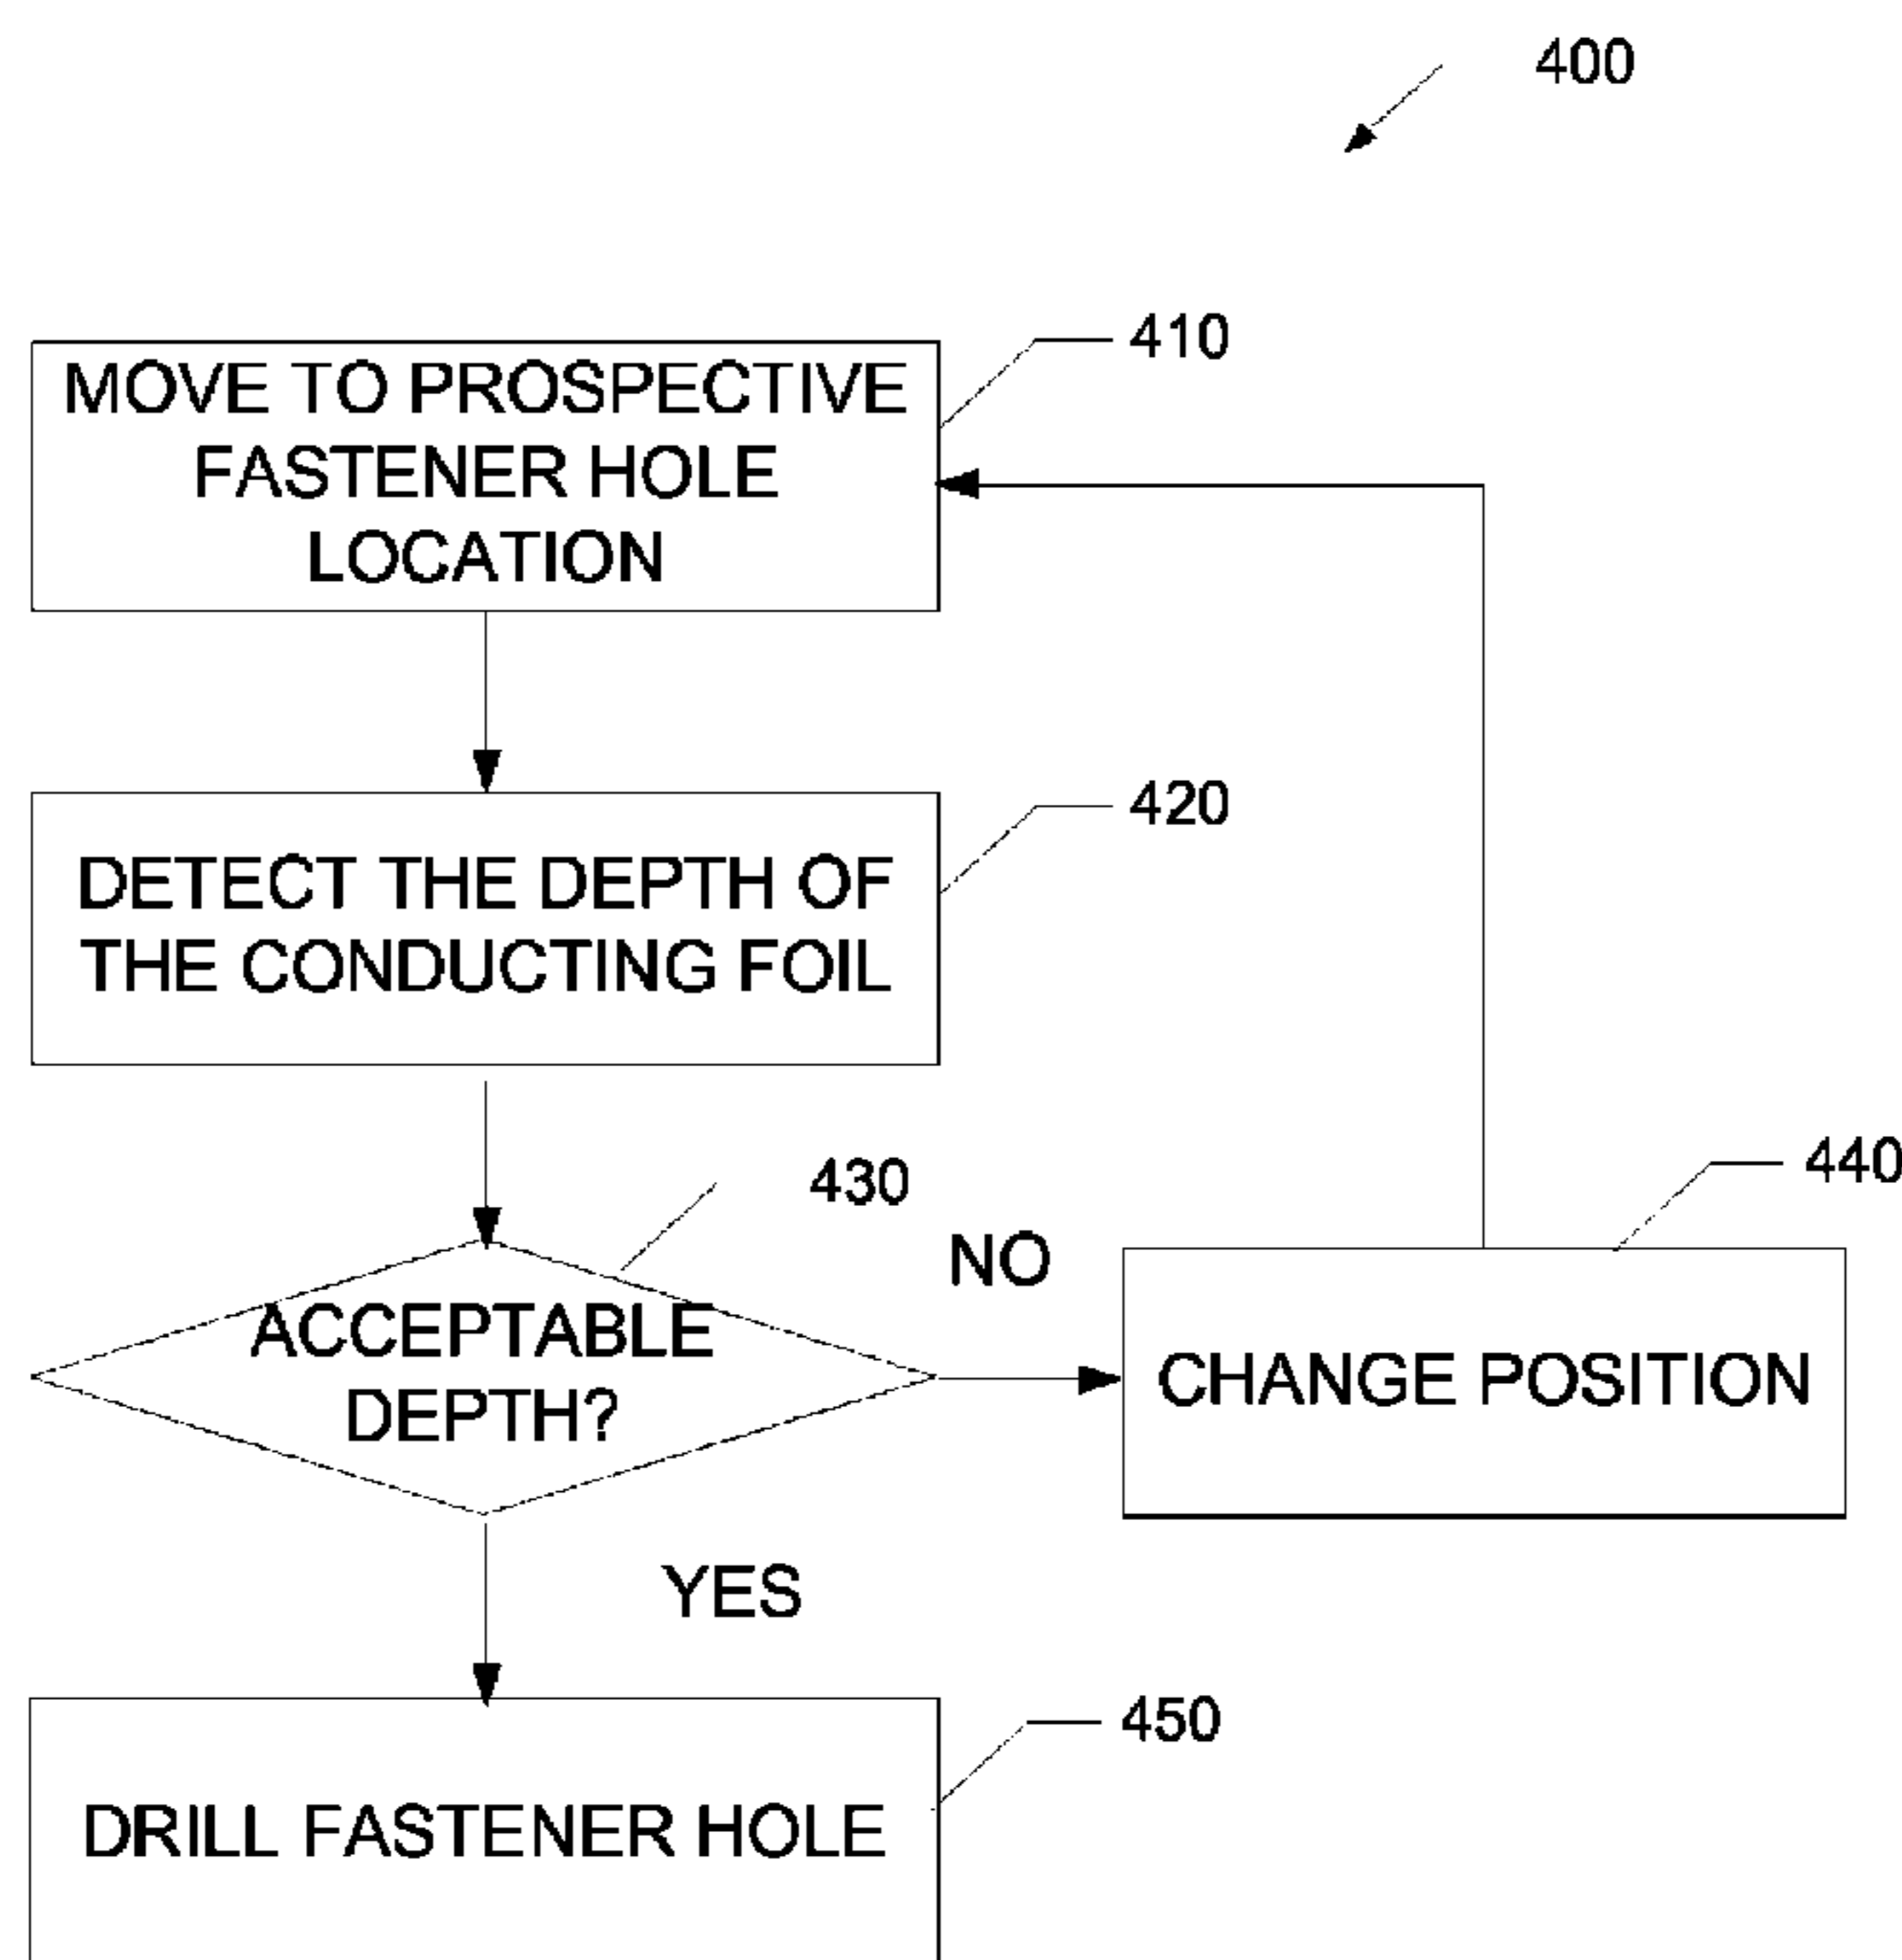 400
410
MOVE TO PROSPECTIVE
FASTENER HOLE
LOCATION
420
DETECT THE DEPTH OF
THE CONDUCTING FOIL
430
440
NO
ACCEPTABLE
DEPTH?
CHANGE POSITION
YES
450
DRILL FASTENER HOLE